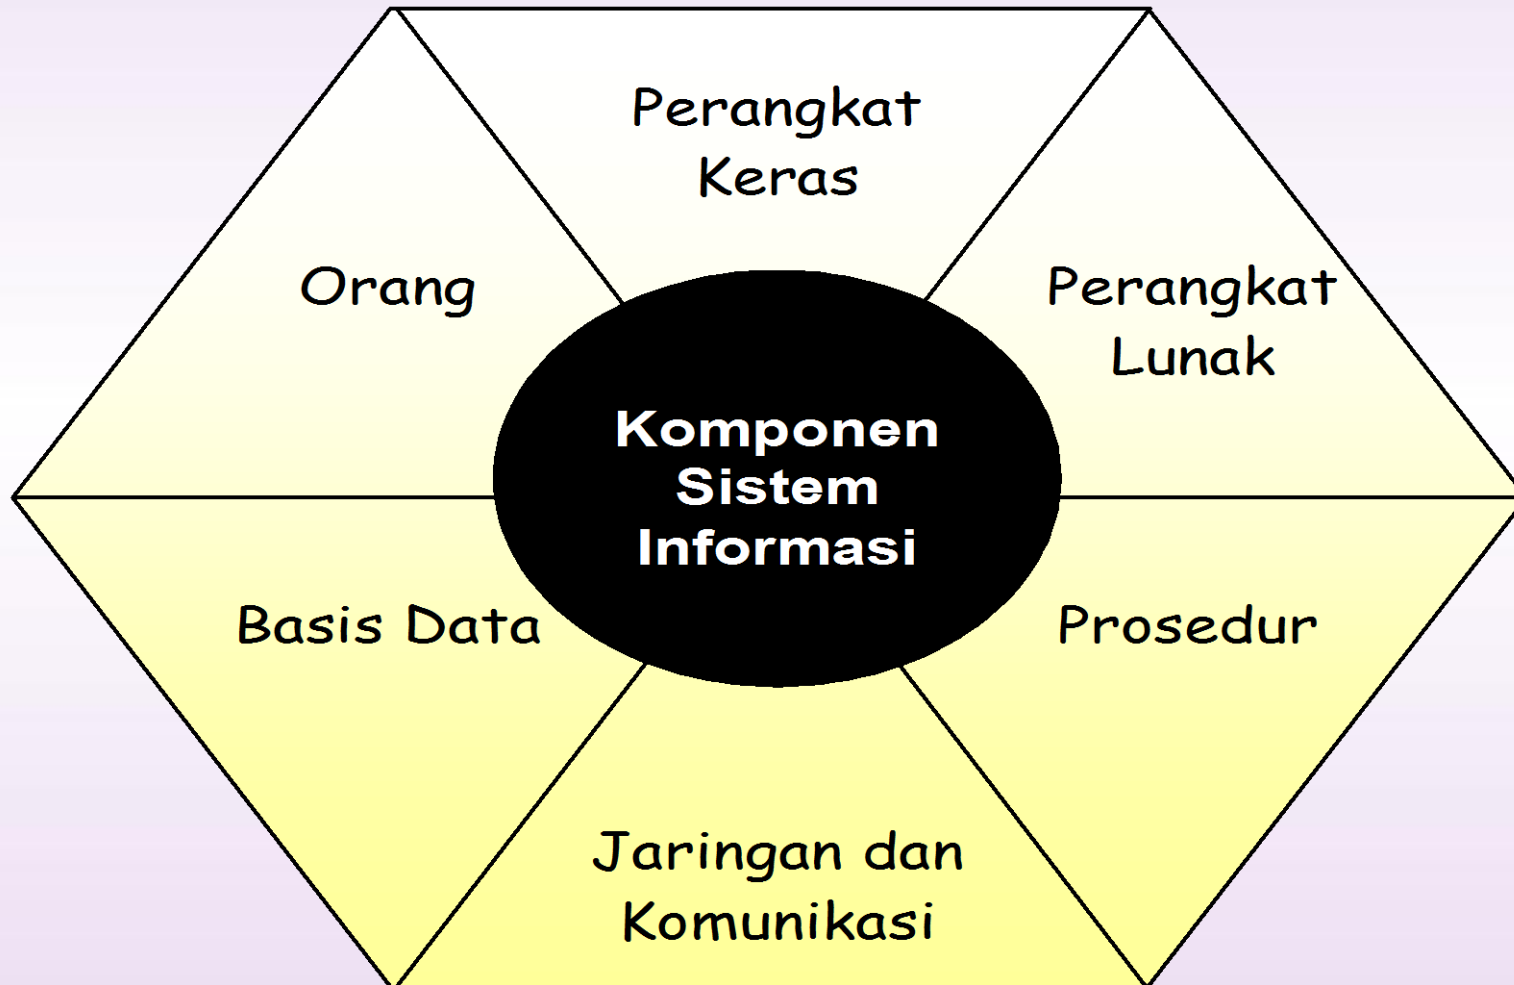 Perangkat
Keras
Orang
Perangkat
Lunak
Komponen
Sistem
Informasi
Basis Data
Prosedur
Jaringan dan
Komunikasi